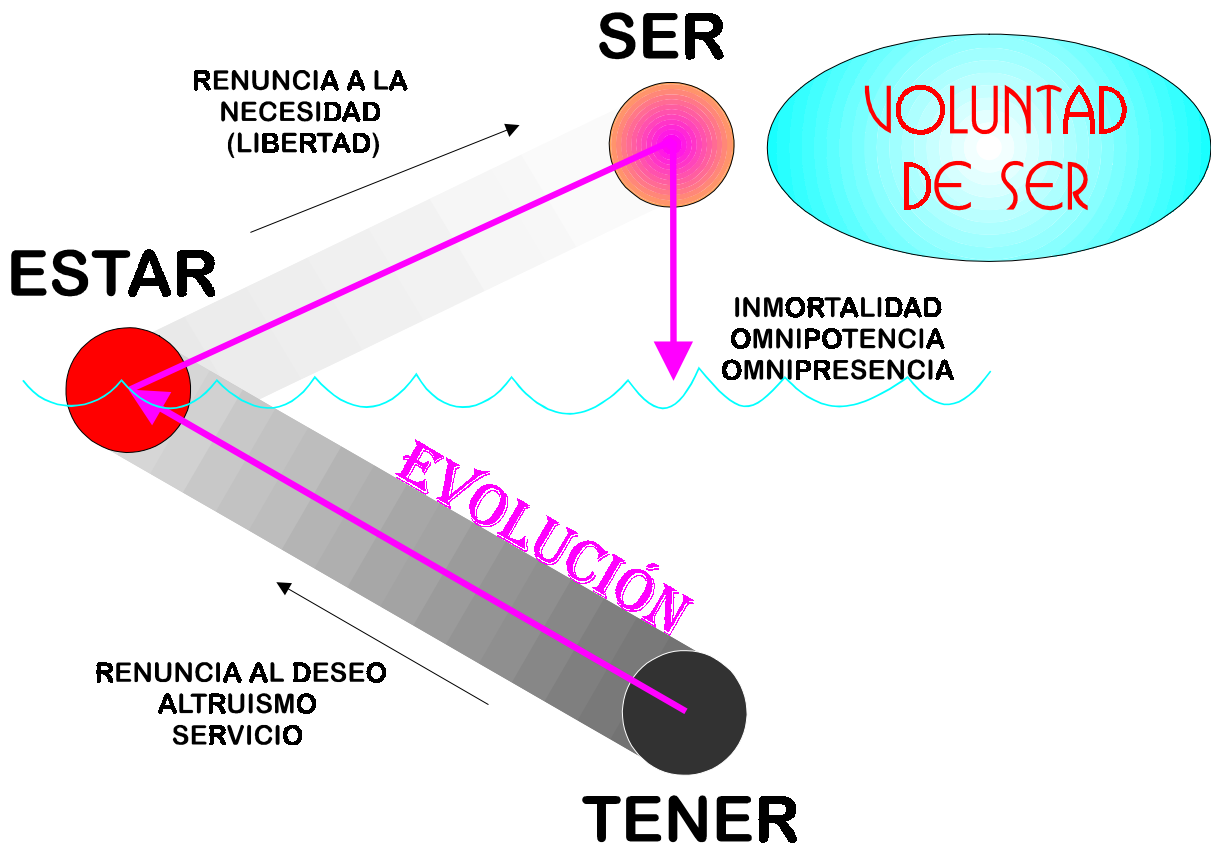 SER
RENUNCIA A LA
NECESIDAD
(LIBERTAD)
VOLUNTAD
DE SER
ESTAR
INMORTALIDAD
OMNIPOTENCIA
OMNIPRESENCIA
EVOLUCIÓN
RENUNCIA AL DESEO
ALTRUISMO
SERVICIO
TENER